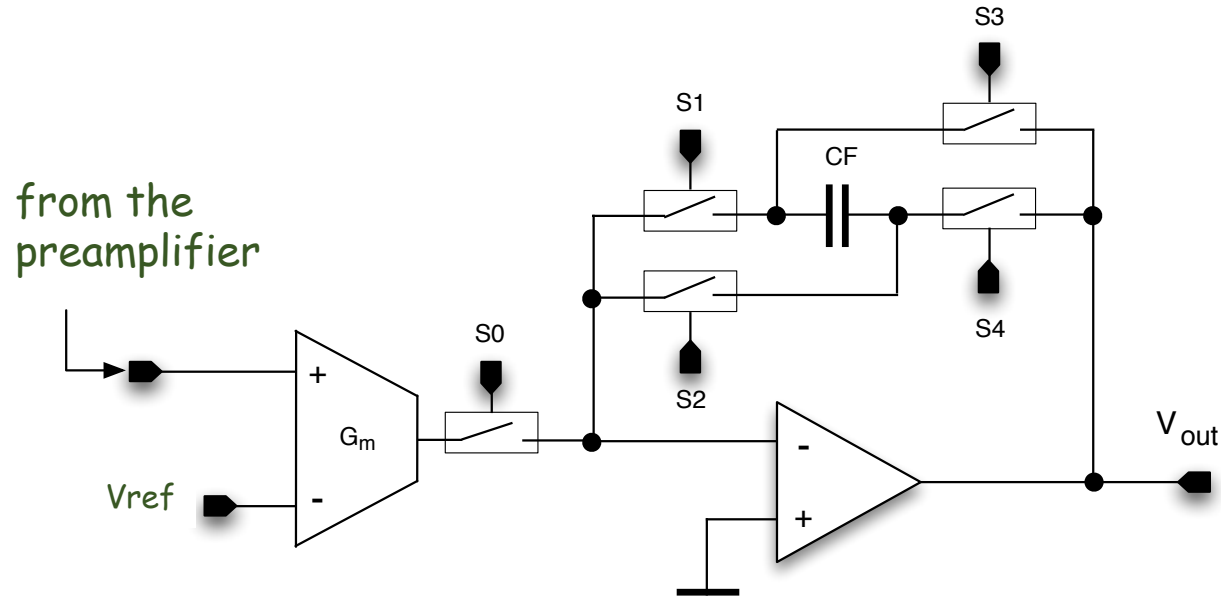 S3
S1
CF
from the
preamplifier
S0
S4
S2
+
Gm
Vref
-
-
+
Vout